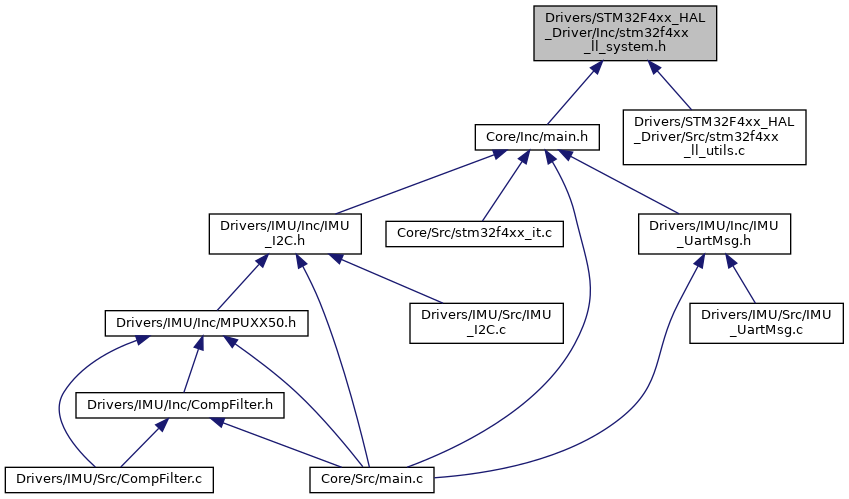 Drivers/STM32F4xx_HAL
_Driver/Inc/stm32f4xx
_ll_system.h
Core/Inc/main.h
Drivers/STM32F4xx_HAL
_Driver/Src/stm32f4xx
_ll_utils.c
Drivers/IMU/Inc/IMU
_I2C.h
Core/Src/stm32f4xx_it.c
Drivers/IMU/Inc/IMU
_UartMsg.h
Drivers/IMU/Inc/MPUXX50.h
Drivers/IMU/Src/IMU
_I2C.c
Drivers/IMU/Src/IMU
_UartMsg.c
Drivers/IMU/Inc/CompFilter.h
Drivers/IMU/Src/CompFilter.c
Core/Src/main.c